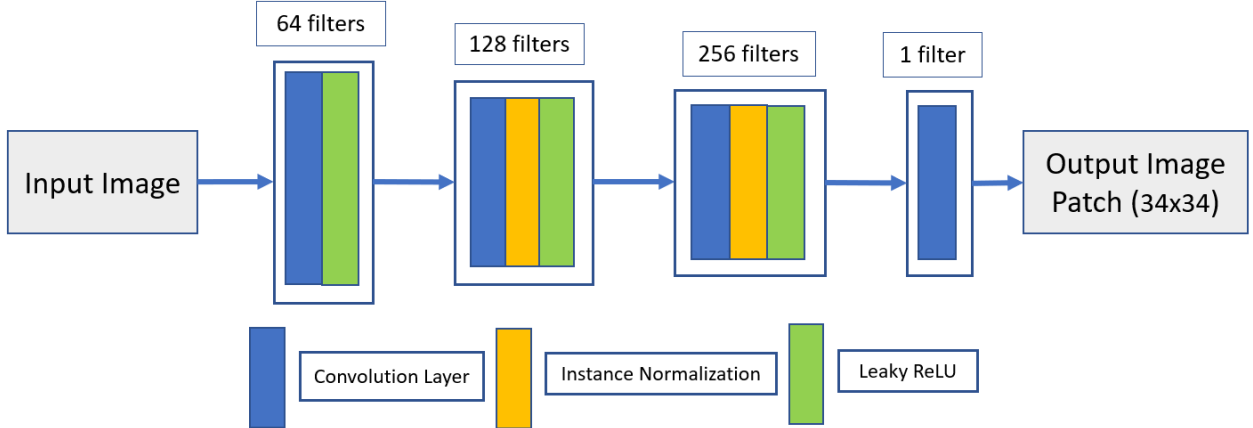 64 filters
128 filters
256 filters
1 filter
Input Image
Output Image
Patch (34x34)
Convolution Layer
Instance Normalization
Leaky ReLU